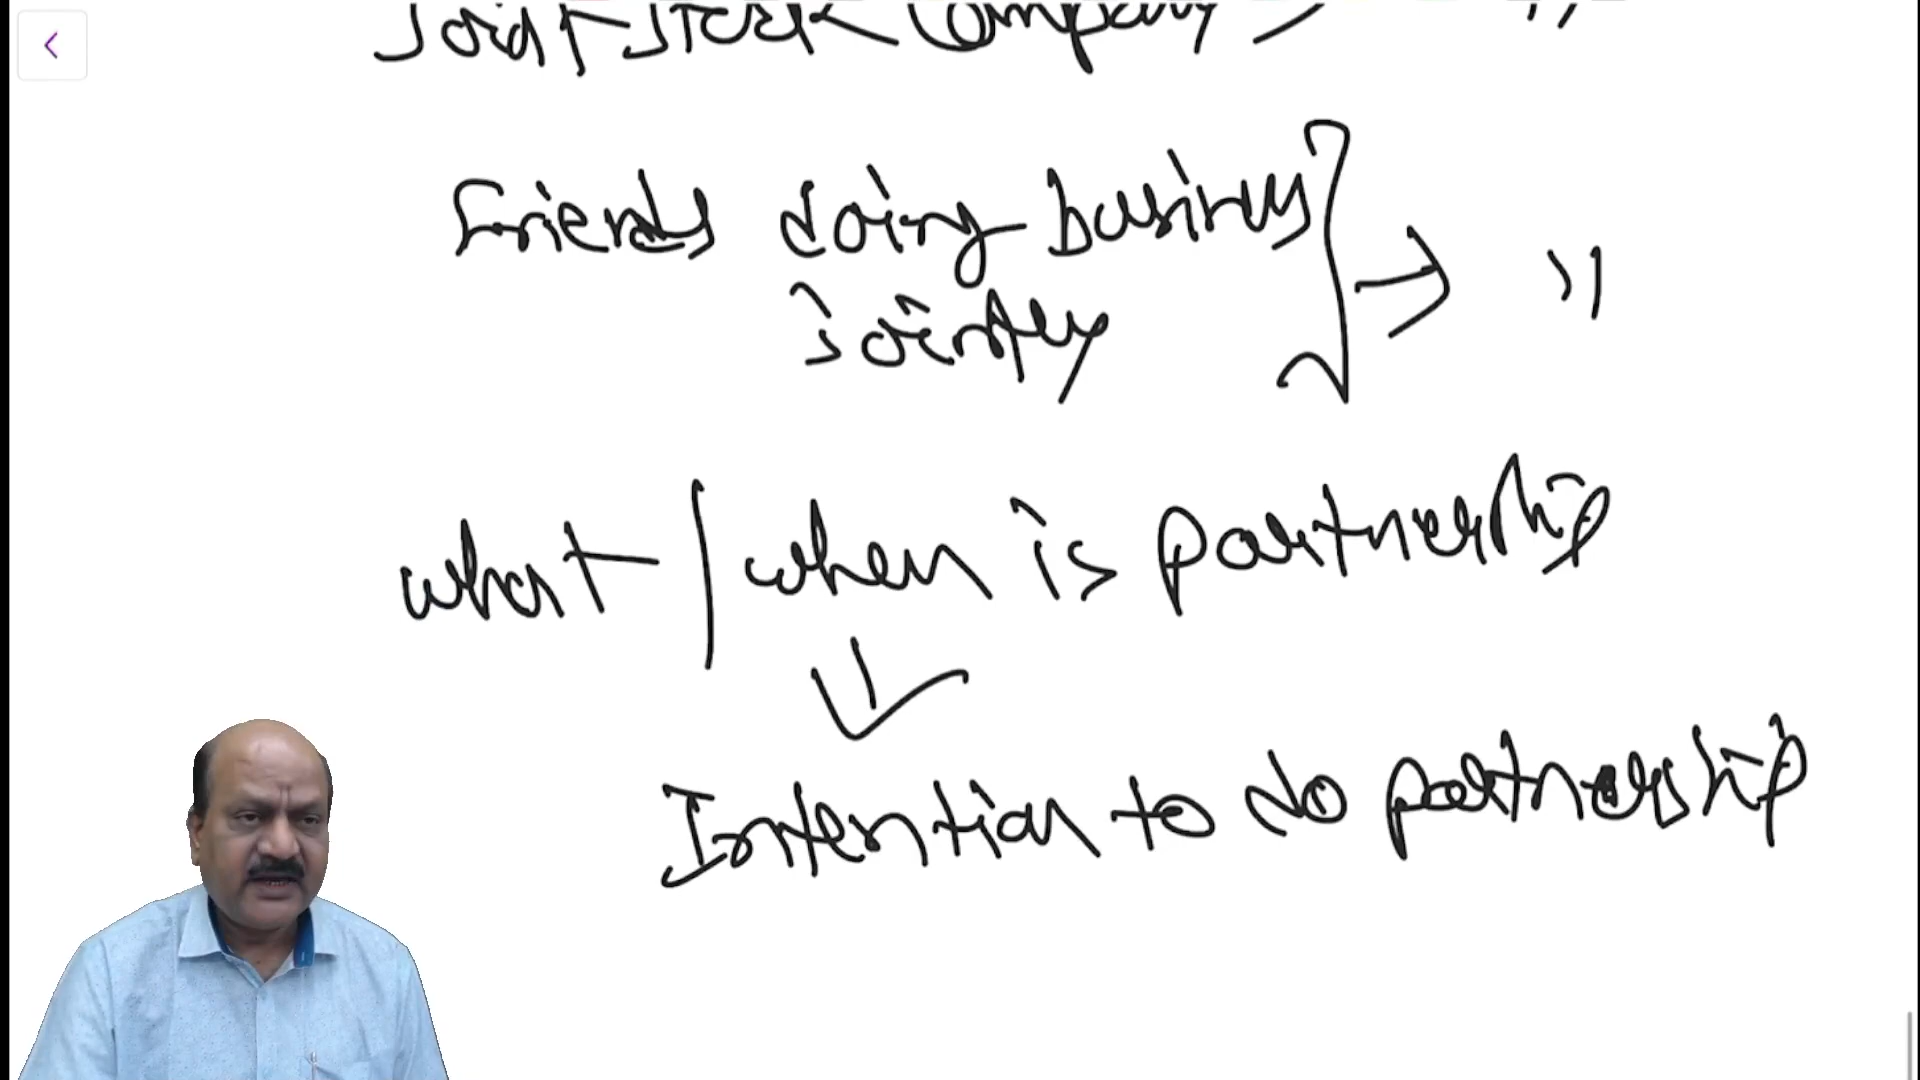 Joint Stock Company → "
Friends doing business
jointly } → "
what / when is partnership
Intention to do partnership